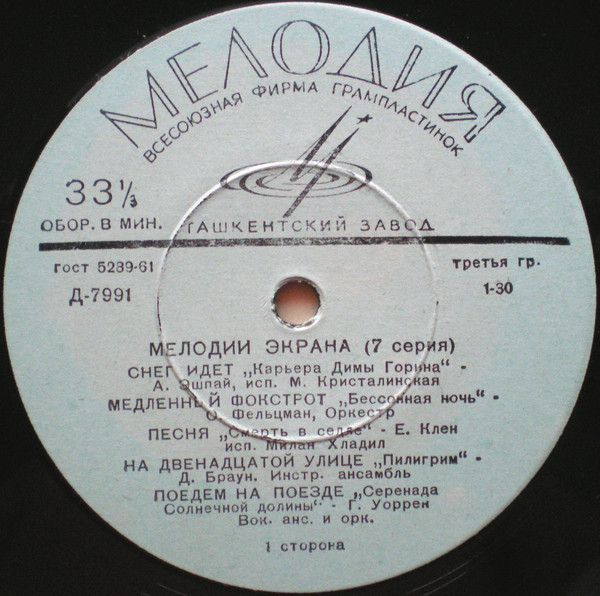 МЕЛОДИЯ
ВСЕСОЮЗНАЯ ФИРМА ГРАМПЛАСТИНОК
33⅓
ОБОР. В МИН. ТАШКЕНТСКИЙ ЗАВОД
гост 5289-61 третья гр.
Д-7991 1-30
МЕЛОДИИ ЭКРАНА (7 серия)
СНЕГ ИДЕТ „Карьера Димы Горина" -
А. Эшпай, исп. М. Кристалинская
МЕДЛЕННЫЙ ФОКСТРОТ „Бессонная ночь" -
О. Фельцман, Оркестр
ПЕСНЯ „Смерть в седле" - Е. Клен
исп. Милан Хладил
НА ДВЕНАДЦАТОЙ УЛИЦЕ „Пилигрим" -
Д. Браун. Инстр. ансамбль
ПОЕДЕМ НА ПОЕЗДЕ „Серенада
Солнечной долины" - Г. Уоррен
Вок. анс. и орк.
1 сторона